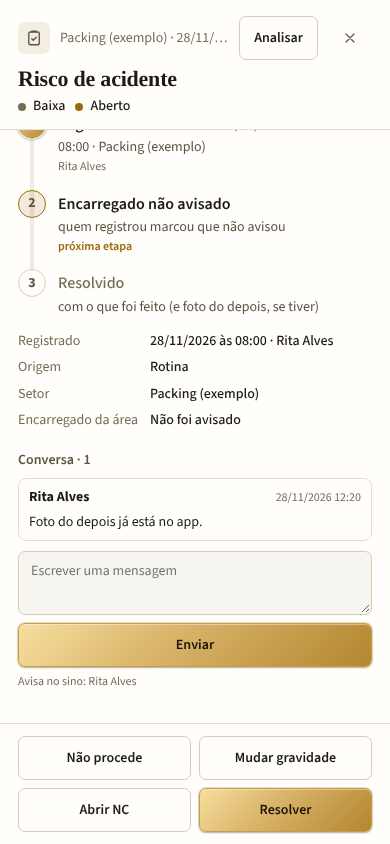 Packing (exemplo) · 28/11/…
Analisar
Risco de acidente
Baixa
Aberto
08:00 · Packing (exemplo)
Rita Alves
2
Encarregado não avisado
quem registrou marcou que não avisou
próxima etapa
3
Resolvido
com o que foi feito (e foto do depois, se tiver)
Registrado 28/11/2026 às 08:00 · Rita Alves
Origem Rotina
Setor Packing (exemplo)
Encarregado da área Não foi avisado
Conversa · 1
Rita Alves 28/11/2026 12:20
Foto do depois já está no app.
Escrever uma mensagem
Enviar
Avisa no sino: Rita Alves
Não procede
Mudar gravidade
Abrir NC
Resolver